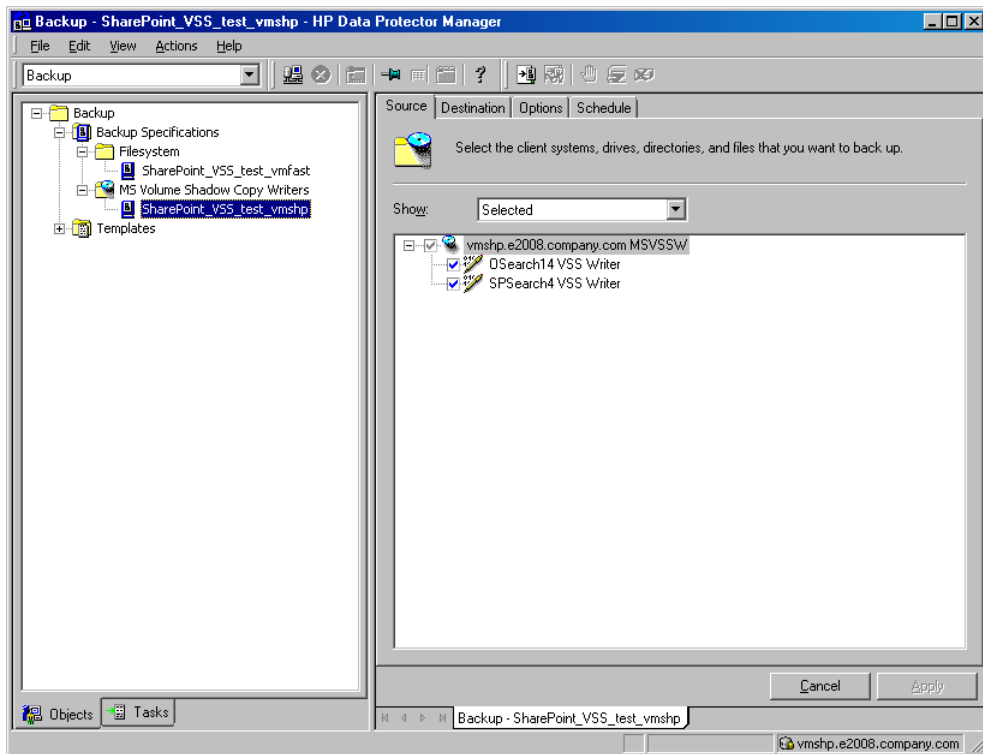 Backup - SharePoint_VSS_test_vmshp - HP Data Protector Manager
File Edit View Actions Help
Backup
Backup
Backup Specifications
Filesystem
SharePoint_VSS_test_vmfast
MS Volume Shadow Copy Writers
SharePoint_VSS_test_vmshp
Templates
Source Destination Options Schedule
Select the client systems, drives, directories, and files that you want to back up.
Show: Selected
vmshp.e2008.company.com MSVSSW
OSearch14 VSS Writer
SPSearch4 VSS Writer
Cancel Apply
Objects Tasks
Backup - SharePoint_VSS_test_vmshp
vmshp.e2008.company.com